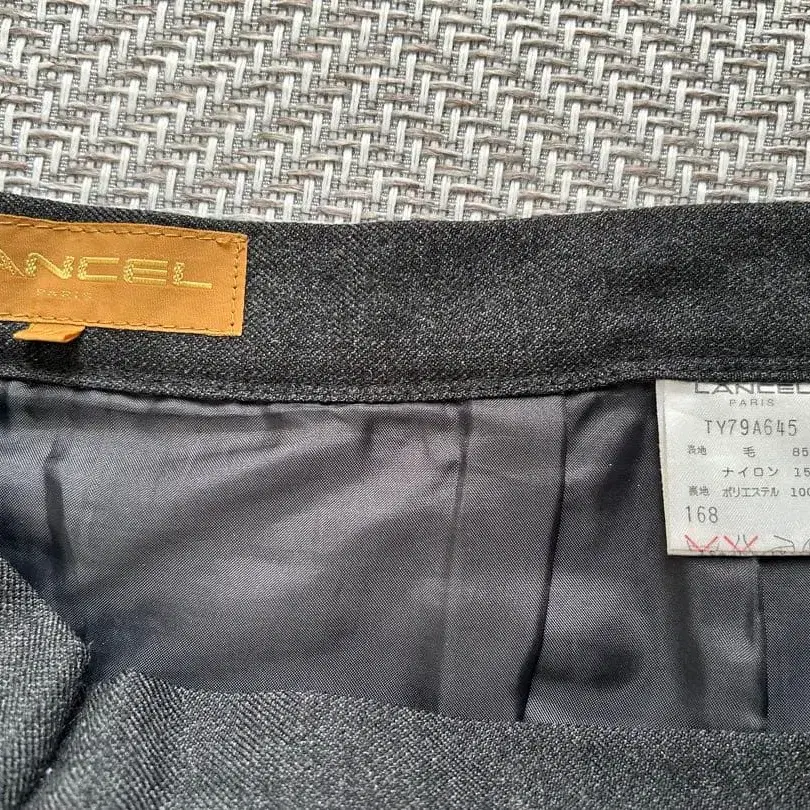 ANCEL
PARIS
LANCEL
PARIS
TY79A645
表地 毛 85
ナイロン 15
裏地 ポリエステル 100
168